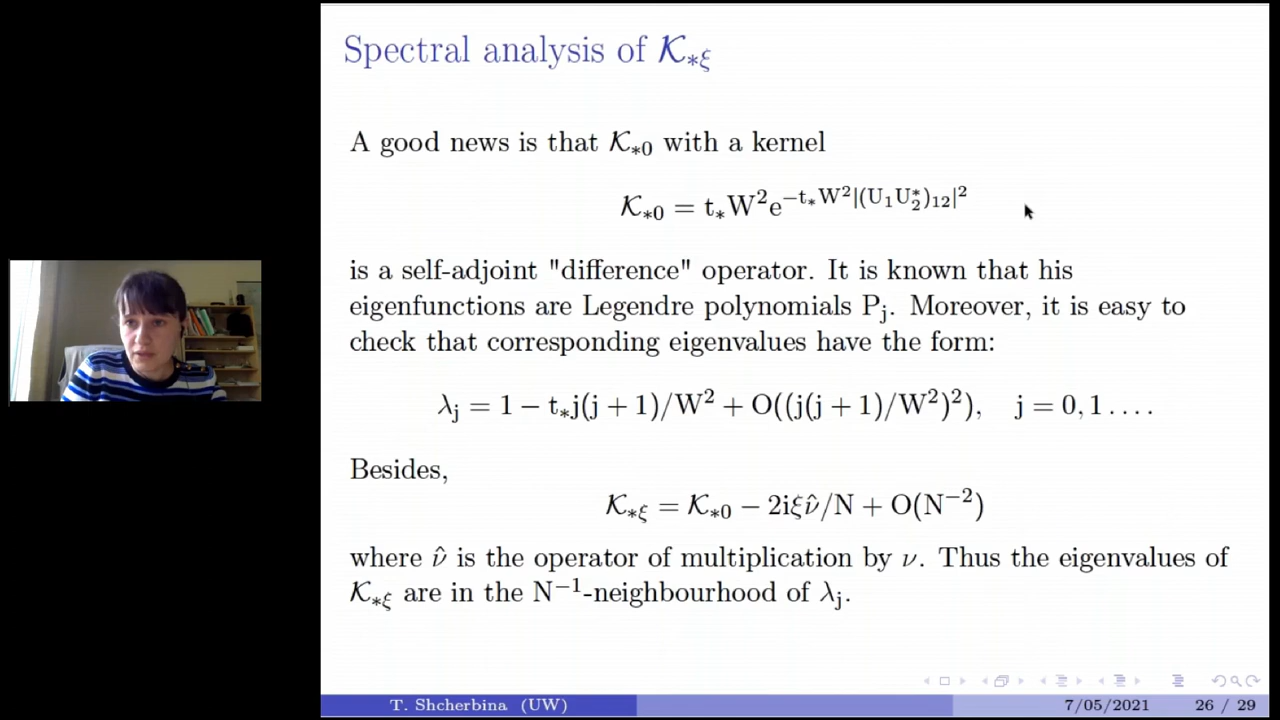 Spectral analysis of 𝒦∗ξ
A good news is that 𝒦∗0 with a kernel
𝒦∗0 = t∗W²e^{−t∗W²|(U₁U₂*)₁₂|²}
is a self-adjoint "difference" operator. It is known that his
eigenfunctions are Legendre polynomials Pj. Moreover, it is easy to
check that corresponding eigenvalues have the form:
λj = 1 − t∗j(j + 1)/W² + O((j(j + 1)/W²)²), j = 0, 1 . . . .
Besides,
𝒦∗ξ = 𝒦∗0 − 2iξν̂/N + O(N⁻²)
where ν̂ is the operator of multiplication by ν. Thus the eigenvalues of
𝒦∗ξ are in the N⁻¹-neighbourhood of λj.
T. Shcherbina (UW) 7/05/2021 26 / 29